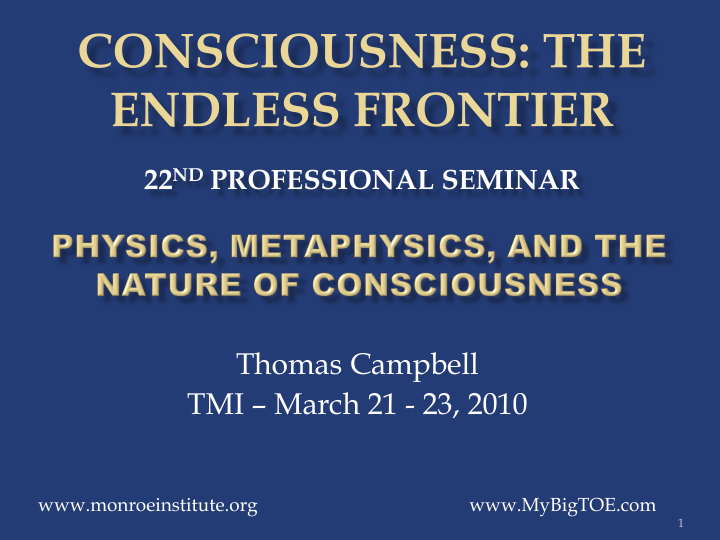 CONSCIOUSNESS: THE
ENDLESS FRONTIER
22ND PROFESSIONAL SEMINAR
PHYSICS, METAPHYSICS, AND THE
NATURE OF CONSCIOUSNESS
Thomas Campbell
TMI – March 21 - 23, 2010
www.monroeinstitute.org www.MyBigTOE.com
1